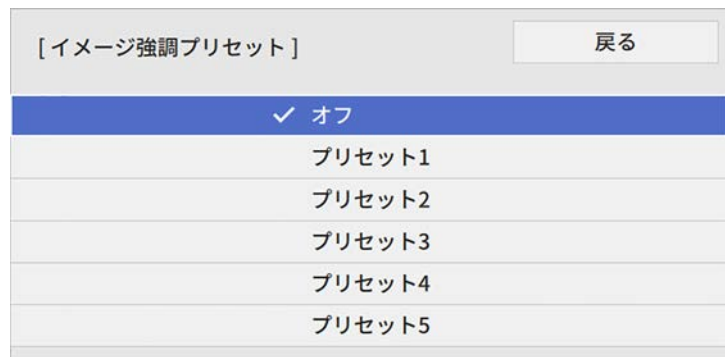 [ イメージ強調プリセット ]
戻る
✓ オフ
プリセット1
プリセット2
プリセット3
プリセット4
プリセット5